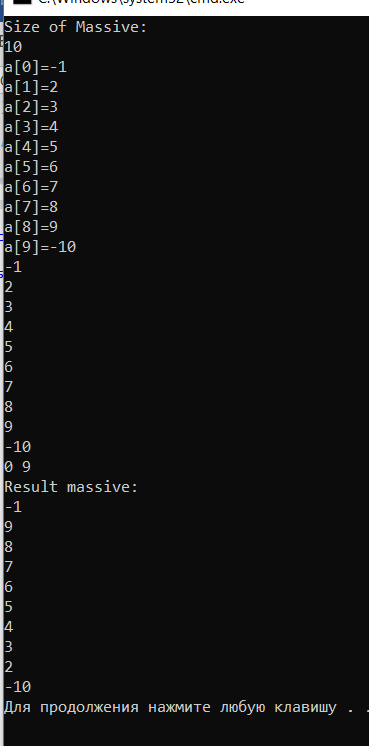 C:\Windows\system32\cmd.exe
Size of Massive:
10
a[0]=-1
a[1]=2
a[2]=3
a[3]=4
a[4]=5
a[5]=6
a[6]=7
a[7]=8
a[8]=9
a[9]=-10
-1
2
3
4
5
6
7
8
9
-10
0 9
Result massive:
-1
9
8
7
6
5
4
3
2
-10
Для продолжения нажмите любую клавишу . .